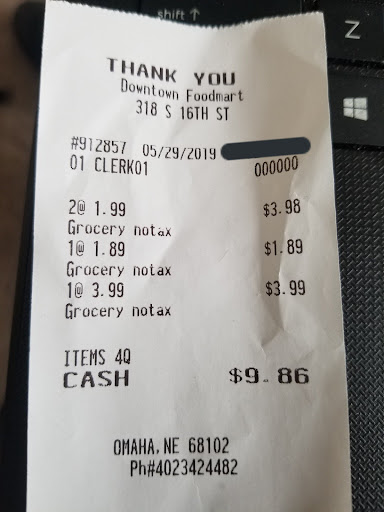 shift ↑
Z
THANK YOU
Downtown Foodmart
318 S 16TH ST
#912857 05/29/2019
01 CLERK01 000000
2@ 1.99 $3.98
Grocery notax
1@ 1.89 $1.89
Grocery notax
1@ 3.99 $3.99
Grocery notax
ITEMS 4Q
CASH $9.86
OMAHA,NE 68102
Ph#4023424482